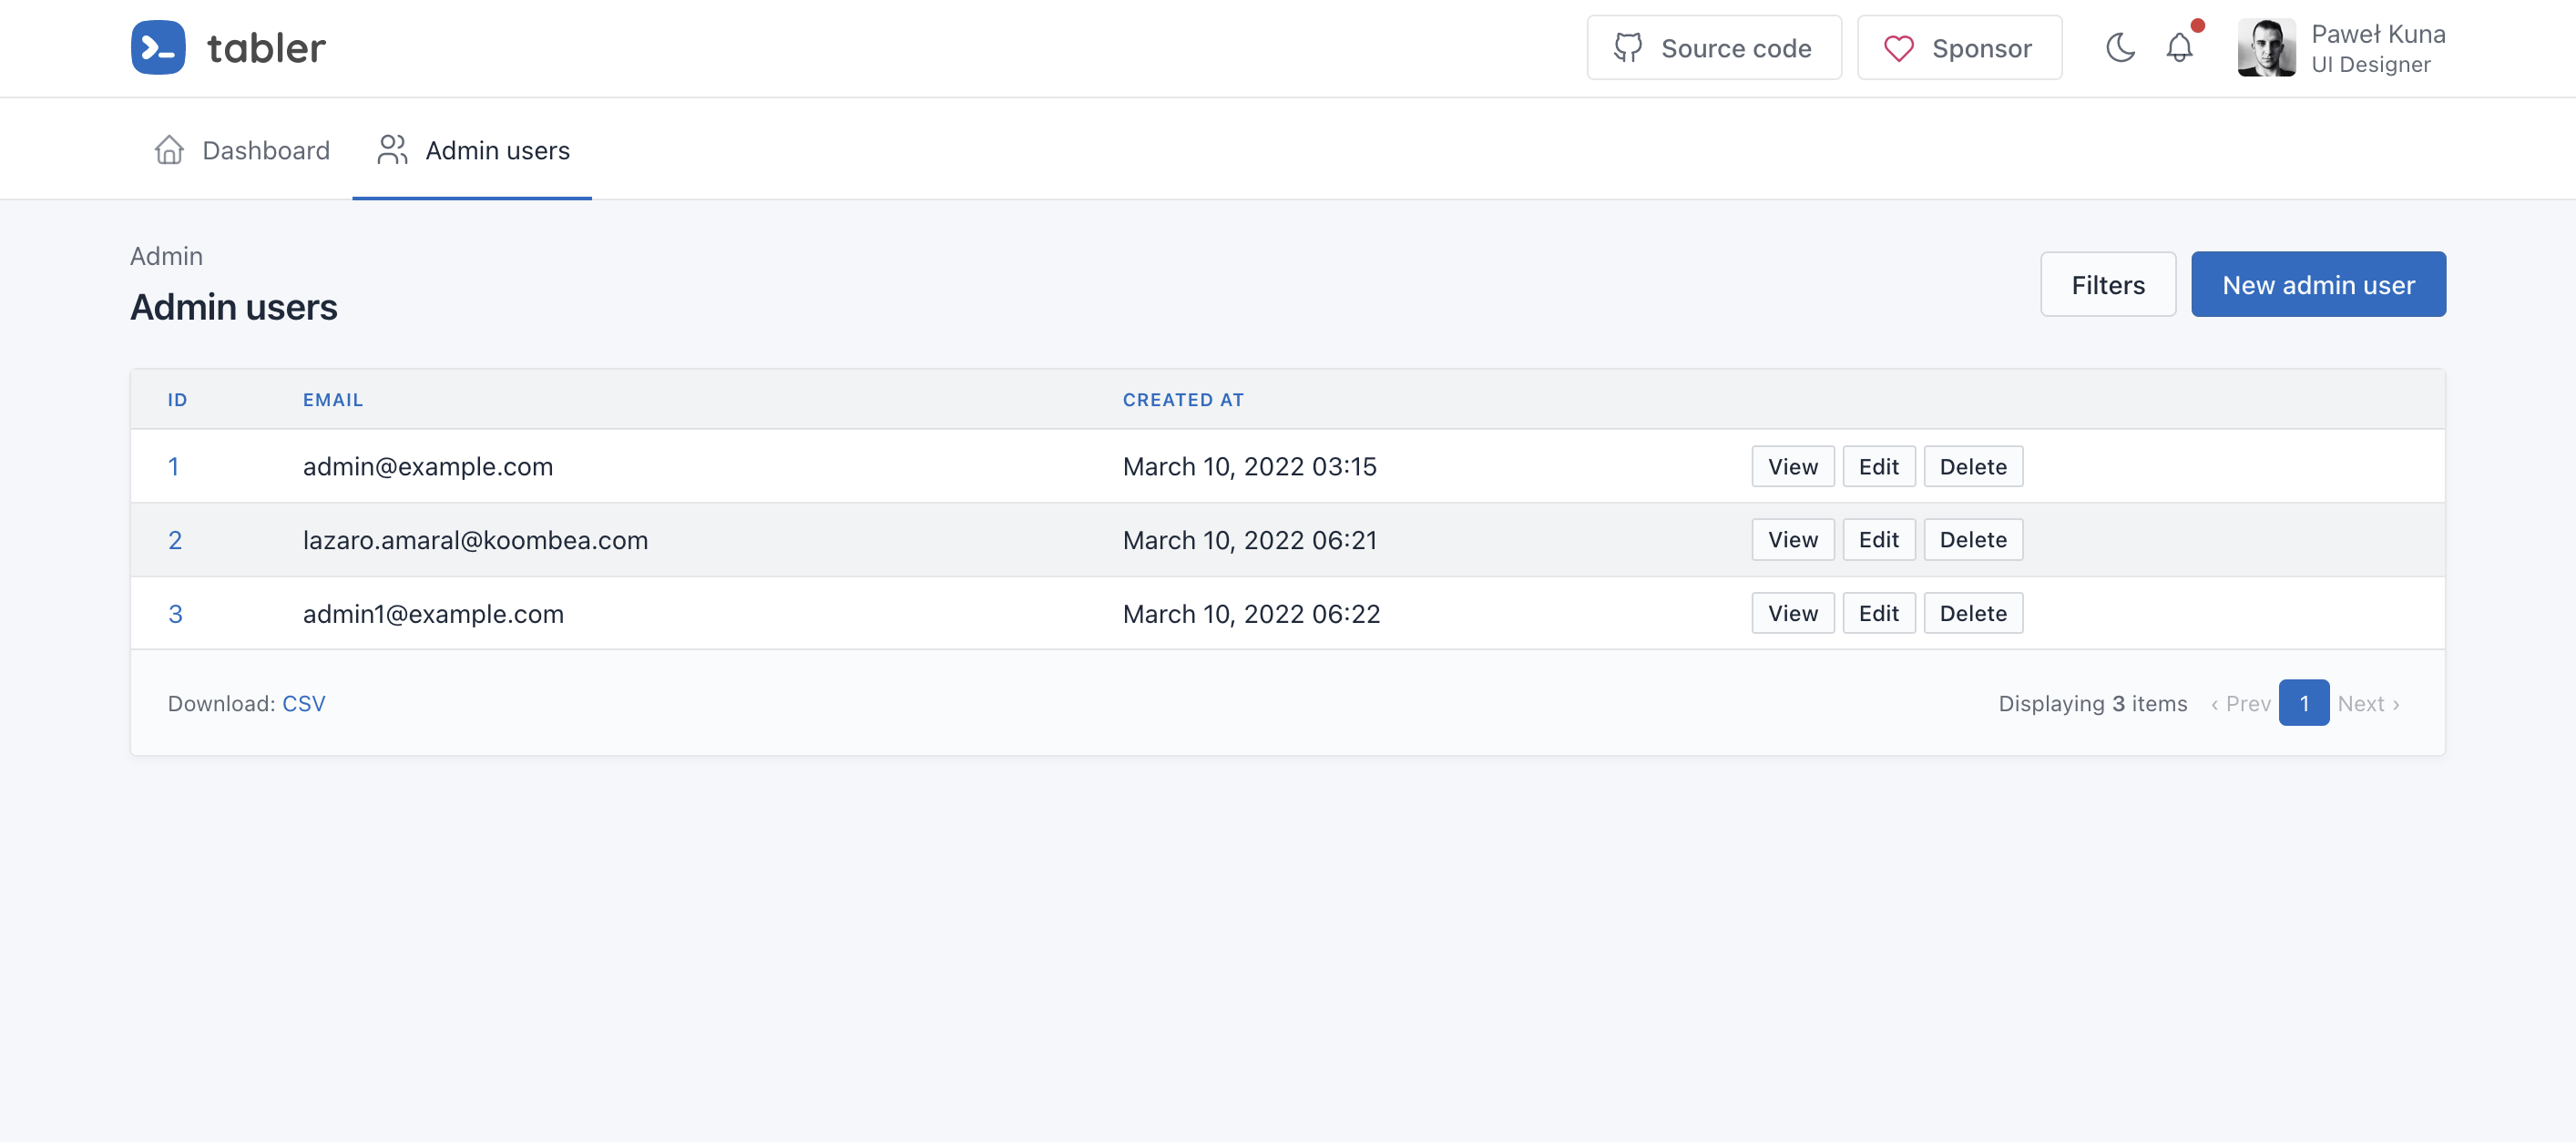 tabler
Source code
Sponsor
Paweł Kuna
UI Designer
Dashboard
Admin users
Admin
Admin users
Filters
New admin user
ID EMAIL CREATED AT
1 admin@example.com March 10, 2022 03:15 View Edit Delete
2 lazaro.amaral@koombea.com March 10, 2022 06:21 View Edit Delete
3 admin1@example.com March 10, 2022 06:22 View Edit Delete
Download: CSV
Displaying 3 items ‹ Prev 1 Next ›